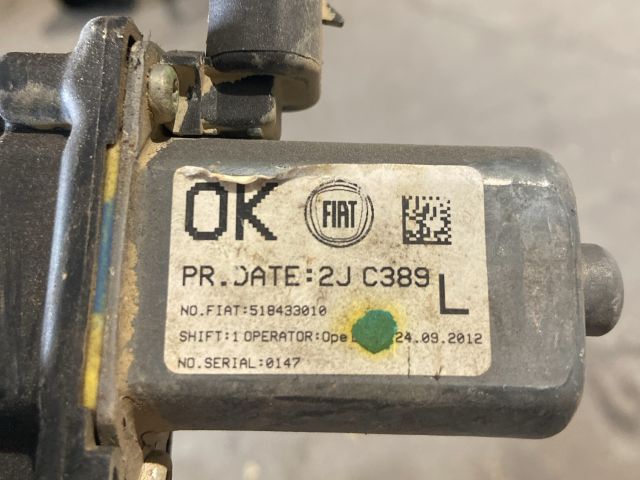 OK FIAT
PR.DATE:2J C389 L
NO.FIAT:518433010
SHIFT:1 OPERATOR:Ope 24.09.2012
NO.SERIAL:0147